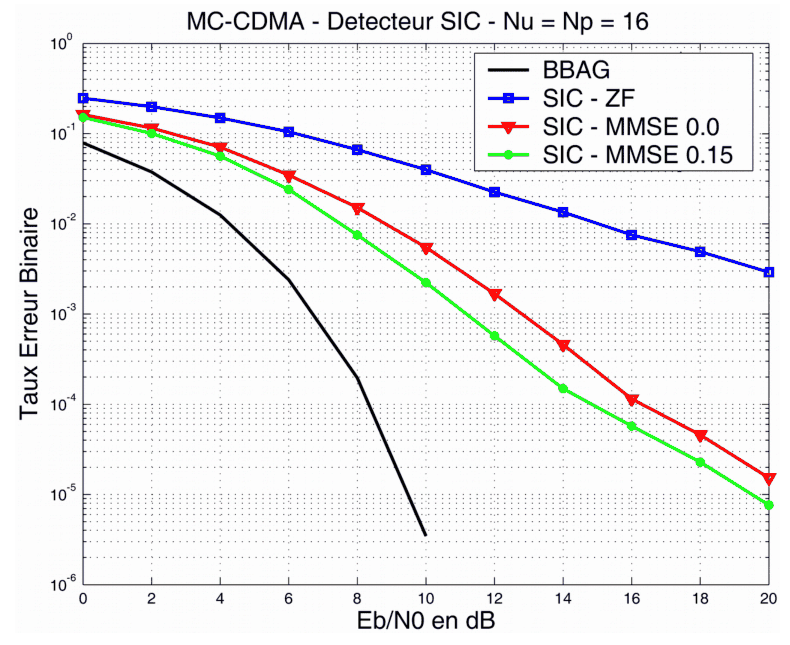 MC-CDMA - Detecteur SIC - Nu = Np = 16
BBAG
SIC - ZF
SIC - MMSE 0.0
SIC - MMSE 0.15
Taux Erreur Binaire
10^0
10^-1
10^-2
10^-3
10^-4
10^-5
10^-6
0 2 4 6 8 10 12 14 16 18 20
Eb/N0 en dB